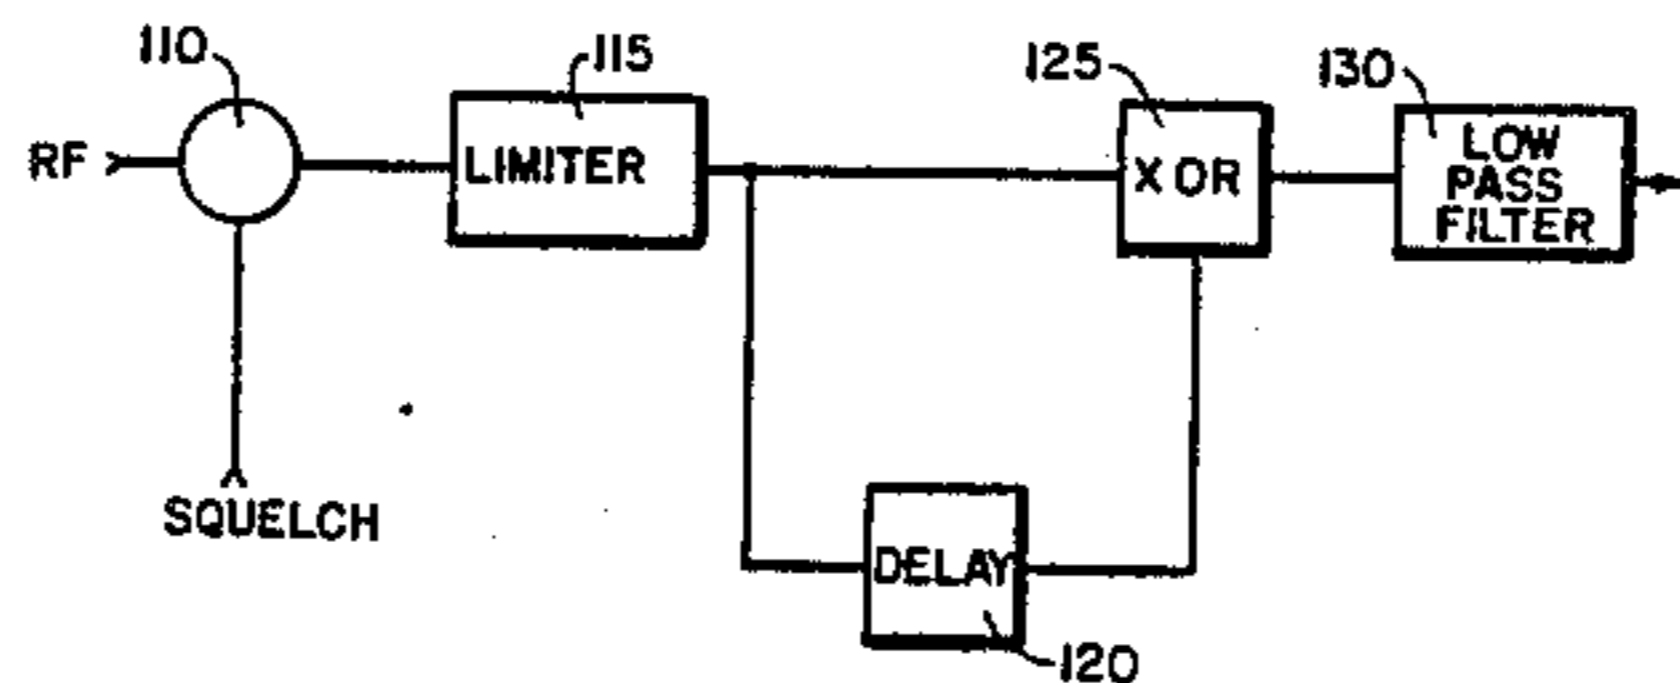 110
115
125
130
RF
LIMITER
X OR
LOW
PASS
FILTER
SQUELCH
DELAY
120